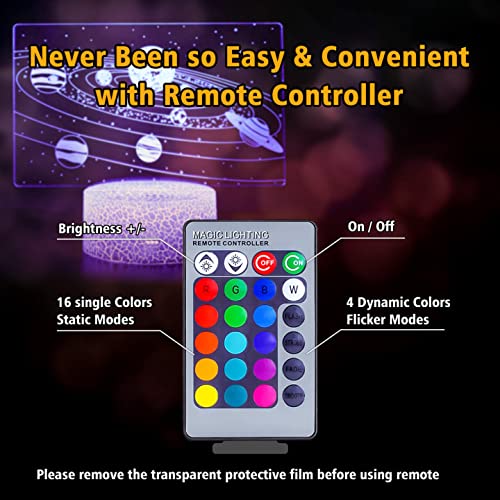 Never Been so Easy & Convenient
with Remote Controller
Brightness +/-
On / Off
MAGIC LIGHTING
REMOTE CONTROLLER
OFF
ON
R
G
B
W
16 single Colors
Static Modes
4 Dynamic Colors
Flicker Modes
FLASH
STROBE
FADE
SMOOTH
Please remove the transparent protective film before using remote